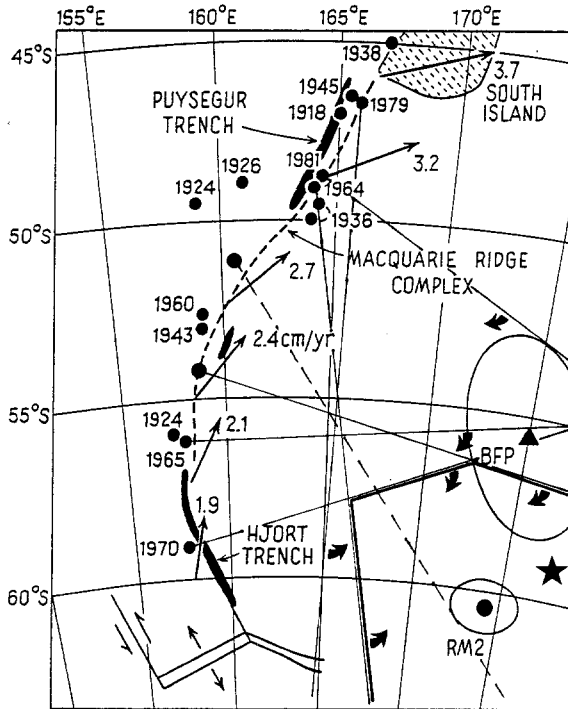 155°E
160°E
165°E
170°E
45°S
1938
3.7
SOUTH
ISLAND
1945
1979
PUYSEGUR
TRENCH
1918
1926
1981
3.2
1924
1964
1936
50°S
MACQUARIE RIDGE
COMPLEX
2.7
1960
1943
2.4cm/yr
55°S
1924
2.1
1965
BFP
1.9
HJORT
TRENCH
1970
60°S
RM2